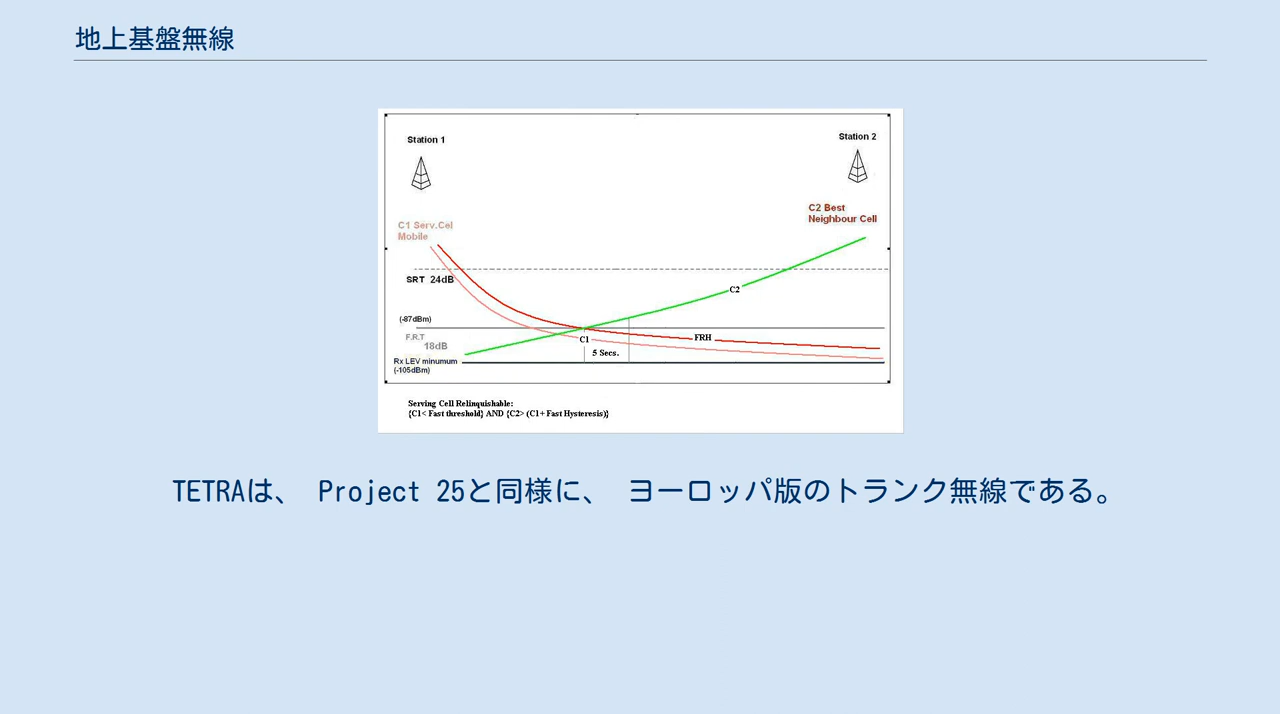 地上基盤無線
Station 1
Station 2
C2 Best
Neighbour Cell
C1 Serv.Cel
Mobile
SRT 24dB
C2
(-87dBm)
F.R.T
18dB
C1
FRH
5 Secs.
Rx LEV minumum
(-105dBm)
Serving Cell Relinquishable:
{C1< Fast threshold} AND {C2> (C1+ Fast Hysteresis)}
TETRAは、 Project 25と同様に、 ヨーロッパ版のトランク無線である。